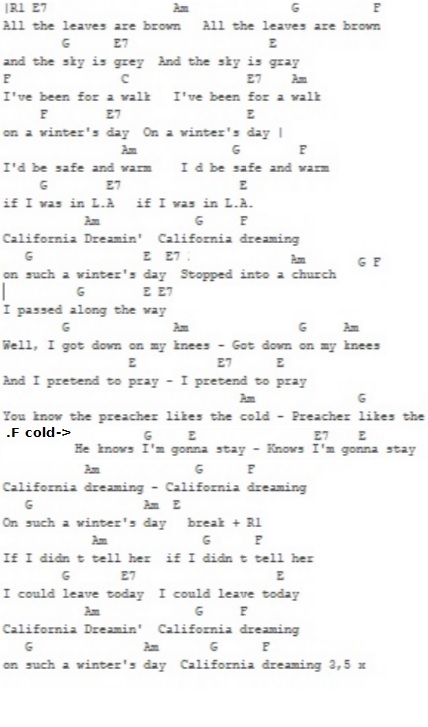 |R1 E7 Am G F
All the leaves are brown All the leaves are brown
G E7 E
and the sky is grey And the sky is gray
F C E7 Am
I've been for a walk I've been for a walk
F E7 E
on a winter's day On a winter's day |
Am G F
I'd be safe and warm I d be safe and warm
G E7 E
if I was in L.A if I was in L.A.
Am G F
California Dreamin' California dreaming
G E E7 :
Am G F
on such a winter's day Stopped into a church
| G E E7
I passed along the way
G Am G Am
Well, I got down on my knees - Got down on my knees
E E7 E
And I pretend to pray - I pretend to pray
Am G
You know the preacher likes the cold - Preacher likes the
.F cold-> G E E7 E
He knows I'm gonna stay - Knows I'm gonna stay
Am G F
California dreaming - California dreaming
G Am E
On such a winter's day break + R1
Am G F
If I didn t tell her if I didn t tell her
G E7 E
I could leave today I could leave today
Am G F
California Dreamin' California dreaming
G Am G F
on such a winter's day California dreaming 3,5 x